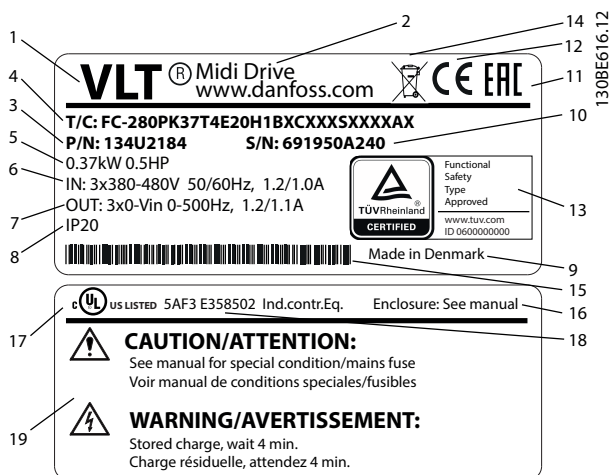 1
2
14
12
11
130BE616.12
VLT ® Midi Drive
www.danfoss.com
CE EAC
4
T/C: FC-280PK37T4E20H1BXCXXXSXXXXAX
3
P/N: 134U2184 S/N: 691950A240
10
5
0.37kW 0.5HP
6
IN: 3x380-480V 50/60Hz, 1.2/1.0A
7
OUT: 3x0-Vin 0-500Hz, 1.2/1.1A
8
IP20
TÜVRheinland
CERTIFIED
Functional
Safety
Type
Approved
www.tuv.com
ID 0600000000
13
Made in Denmark
9
15
17
c UL US LISTED 5AF3 E358502 Ind.contr.Eq. Enclosure: See manual
16
18
CAUTION/ATTENTION:
See manual for special condition/mains fuse
Voir manual de conditions speciales/fusibles
19
WARNING/AVERTISSEMENT:
Stored charge, wait 4 min.
Charge résiduelle, attendez 4 min.